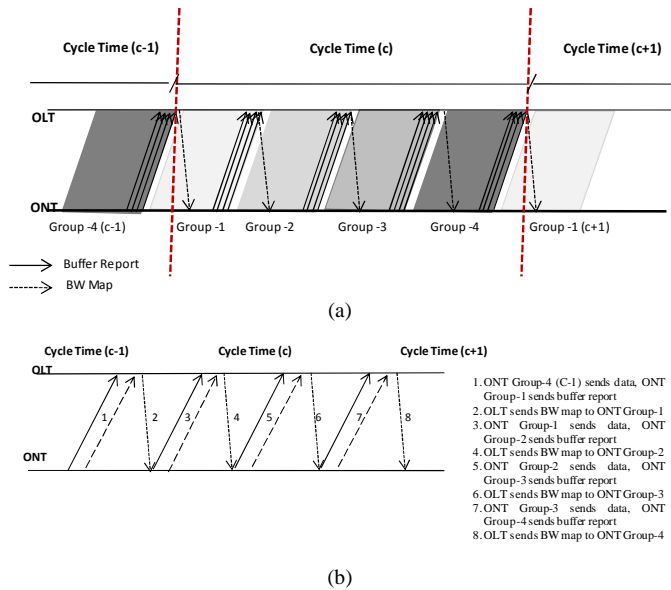 Cycle Time (c-1)
Cycle Time (c)
Cycle Time (c+1)
OLT
ONT
Group -4 (c-1)
Group -1
Group -2
Group -3
Group -4
Group -1 (c+1)
Buffer Report
BW Map
(a)
Cycle Time (c-1)
Cycle Time (c)
Cycle Time (c+1)
OLT
1
2
3
4
5
6
7
8
ONT
1. ONT Group-4 (C-1) sends data, ONT
Group-1 sends buffer report
2. OLT sends BW map to ONT Group-1
3. ONT Group-1 sends data, ONT
Group-2 sends buffer report
4. OLT sends BW map to ONT Group-2
5. ONT Group-2 sends data, ONT
Group-3 sends buffer report
6. OLT sends BW map to ONT Group-3
7. ONT Group-3 sends data, ONT
Group-4 sends buffer report
8. OLT sends BW map to ONT Group-4
(b)